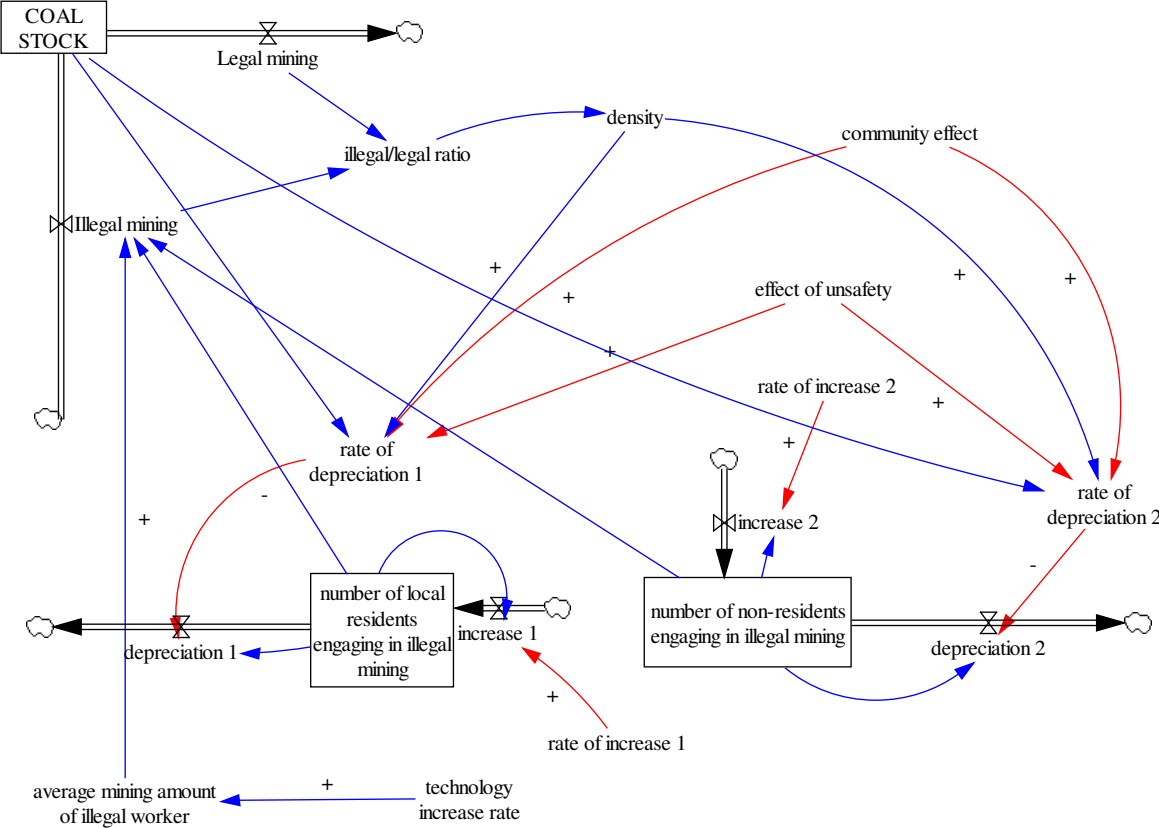 COAL
STOCK
Legal mining
density
community effect
illegal/legal ratio
Illegal mining
+
+
+
+
effect of unsafety
+
rate of increase 2
+
+
rate of
depreciation 1
-
rate of
depreciation 2
+
increase 2
-
number of local
residents
engaging in illegal
mining
number of non-residents
engaging in illegal mining
increase 1
depreciation 1
depreciation 2
+
rate of increase 1
+
average mining amount
of illegal worker
technology
increase rate